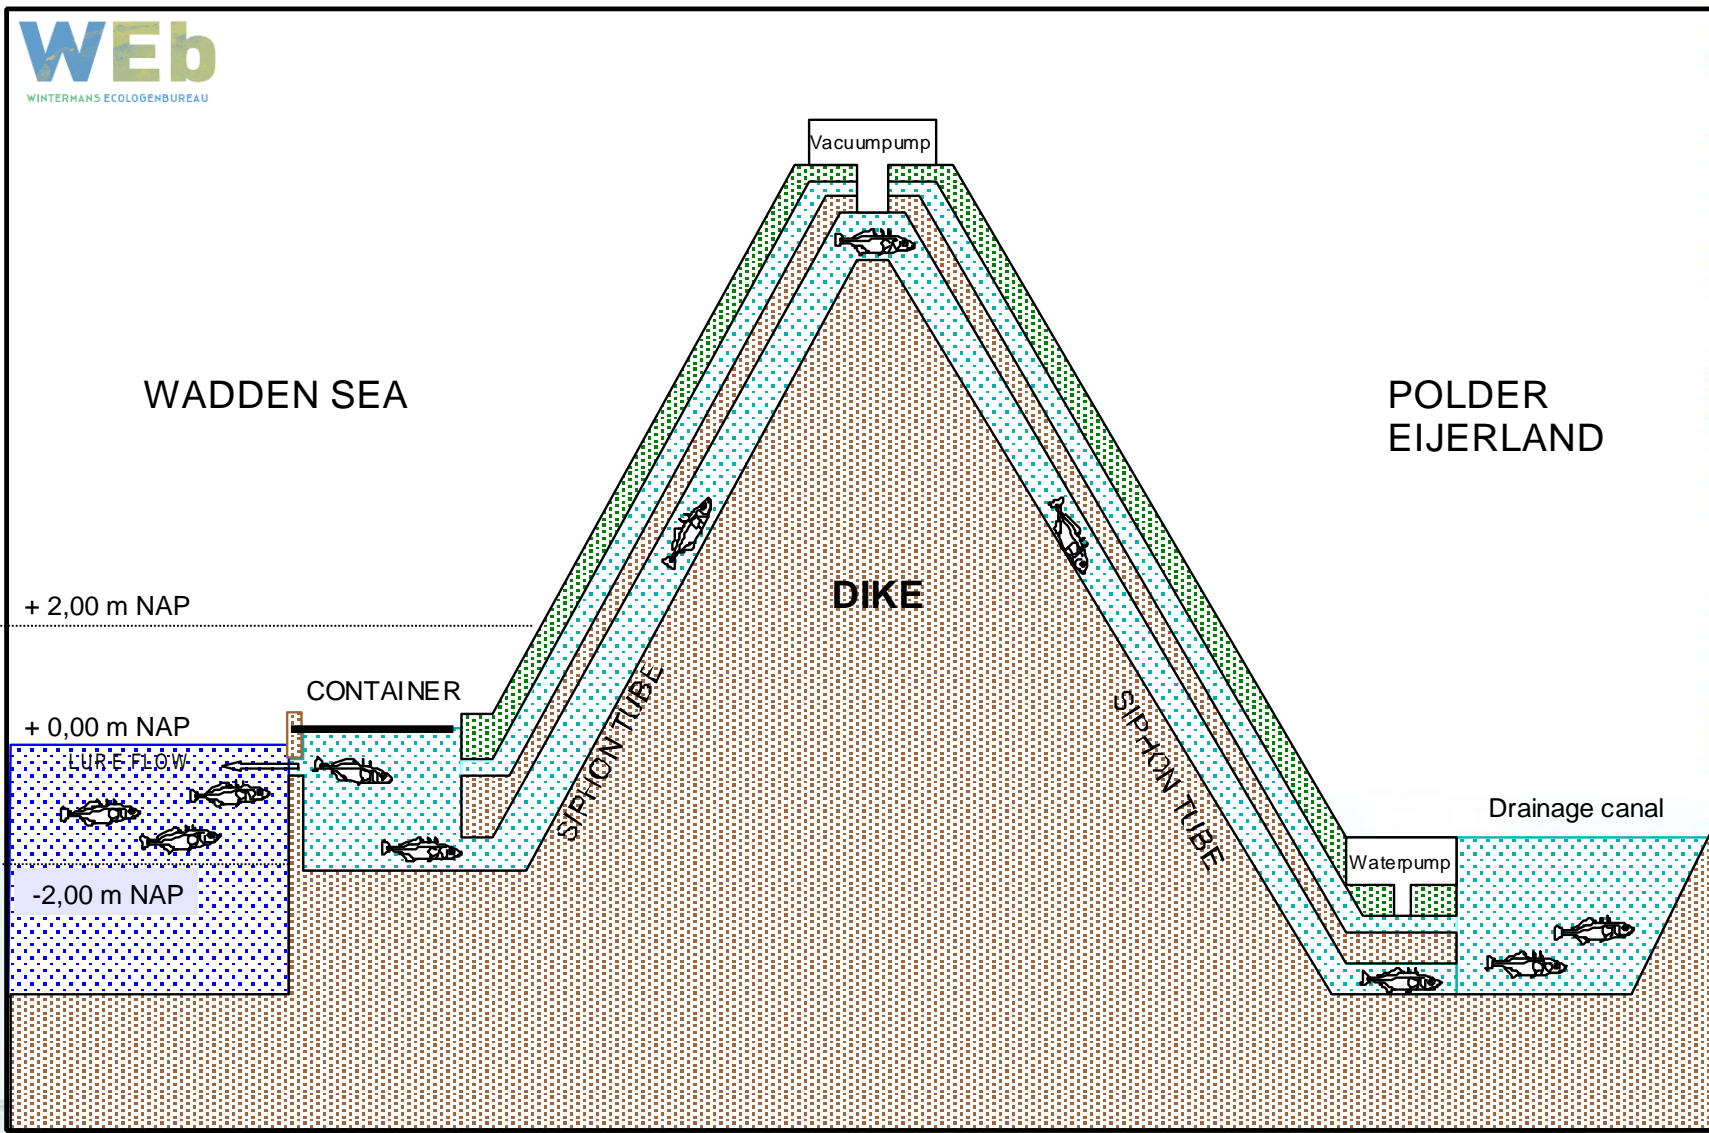 WEb
WINTERMANS ECOLOGENBUREAU
Vacuumpump
WADDEN SEA
POLDER
EIJERLAND
DIKE
+ 2,00 m NAP
CONTAINER
+ 0,00 m NAP
LURE FLOW
SIPHON TUBE
SIPHON TUBE
Drainage canal
Waterpump
-2,00 m NAP